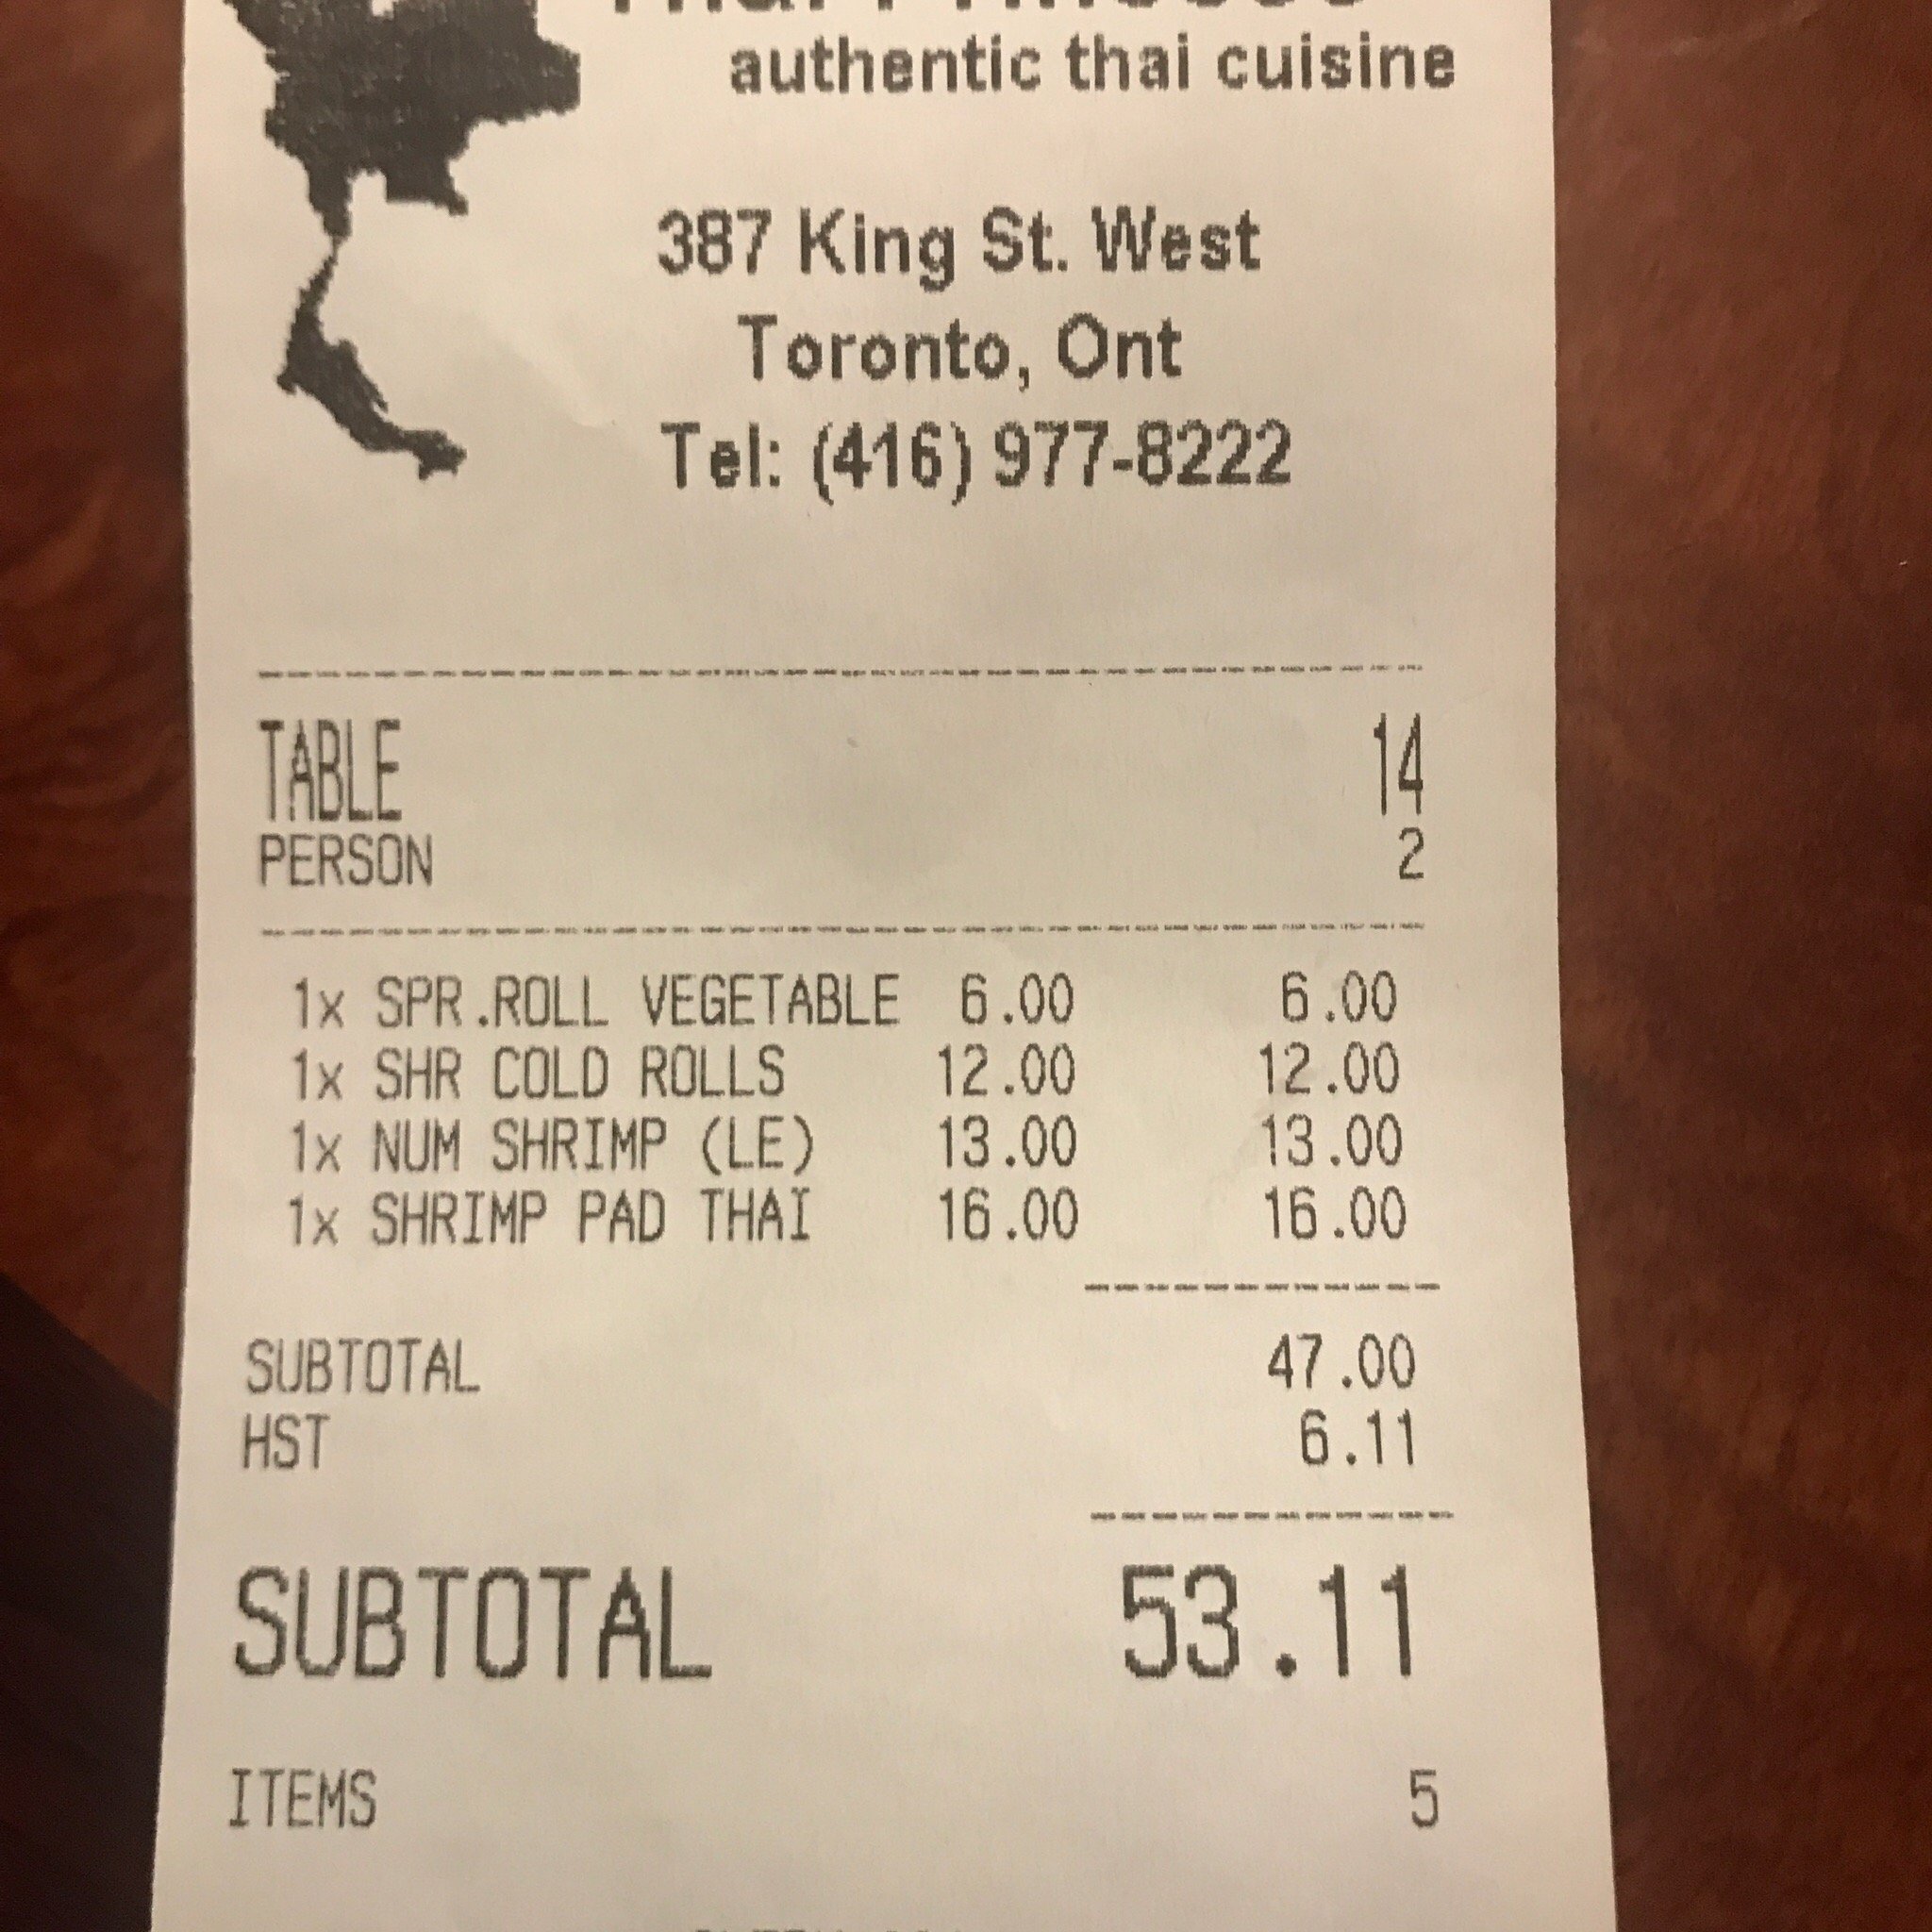 authentic thai cuisine
387 King St. West
Toronto, Ont
Tel: (416) 977-8222
TABLE 14
PERSON 2
1x SPR.ROLL VEGETABLE 6.00 6.00
1x SHR COLD ROLLS 12.00 12.00
1x NUM SHRIMP (LE) 13.00 13.00
1x SHRIMP PAD THAI 16.00 16.00
SUBTOTAL 47.00
HST 6.11
SUBTOTAL 53.11
ITEMS 5